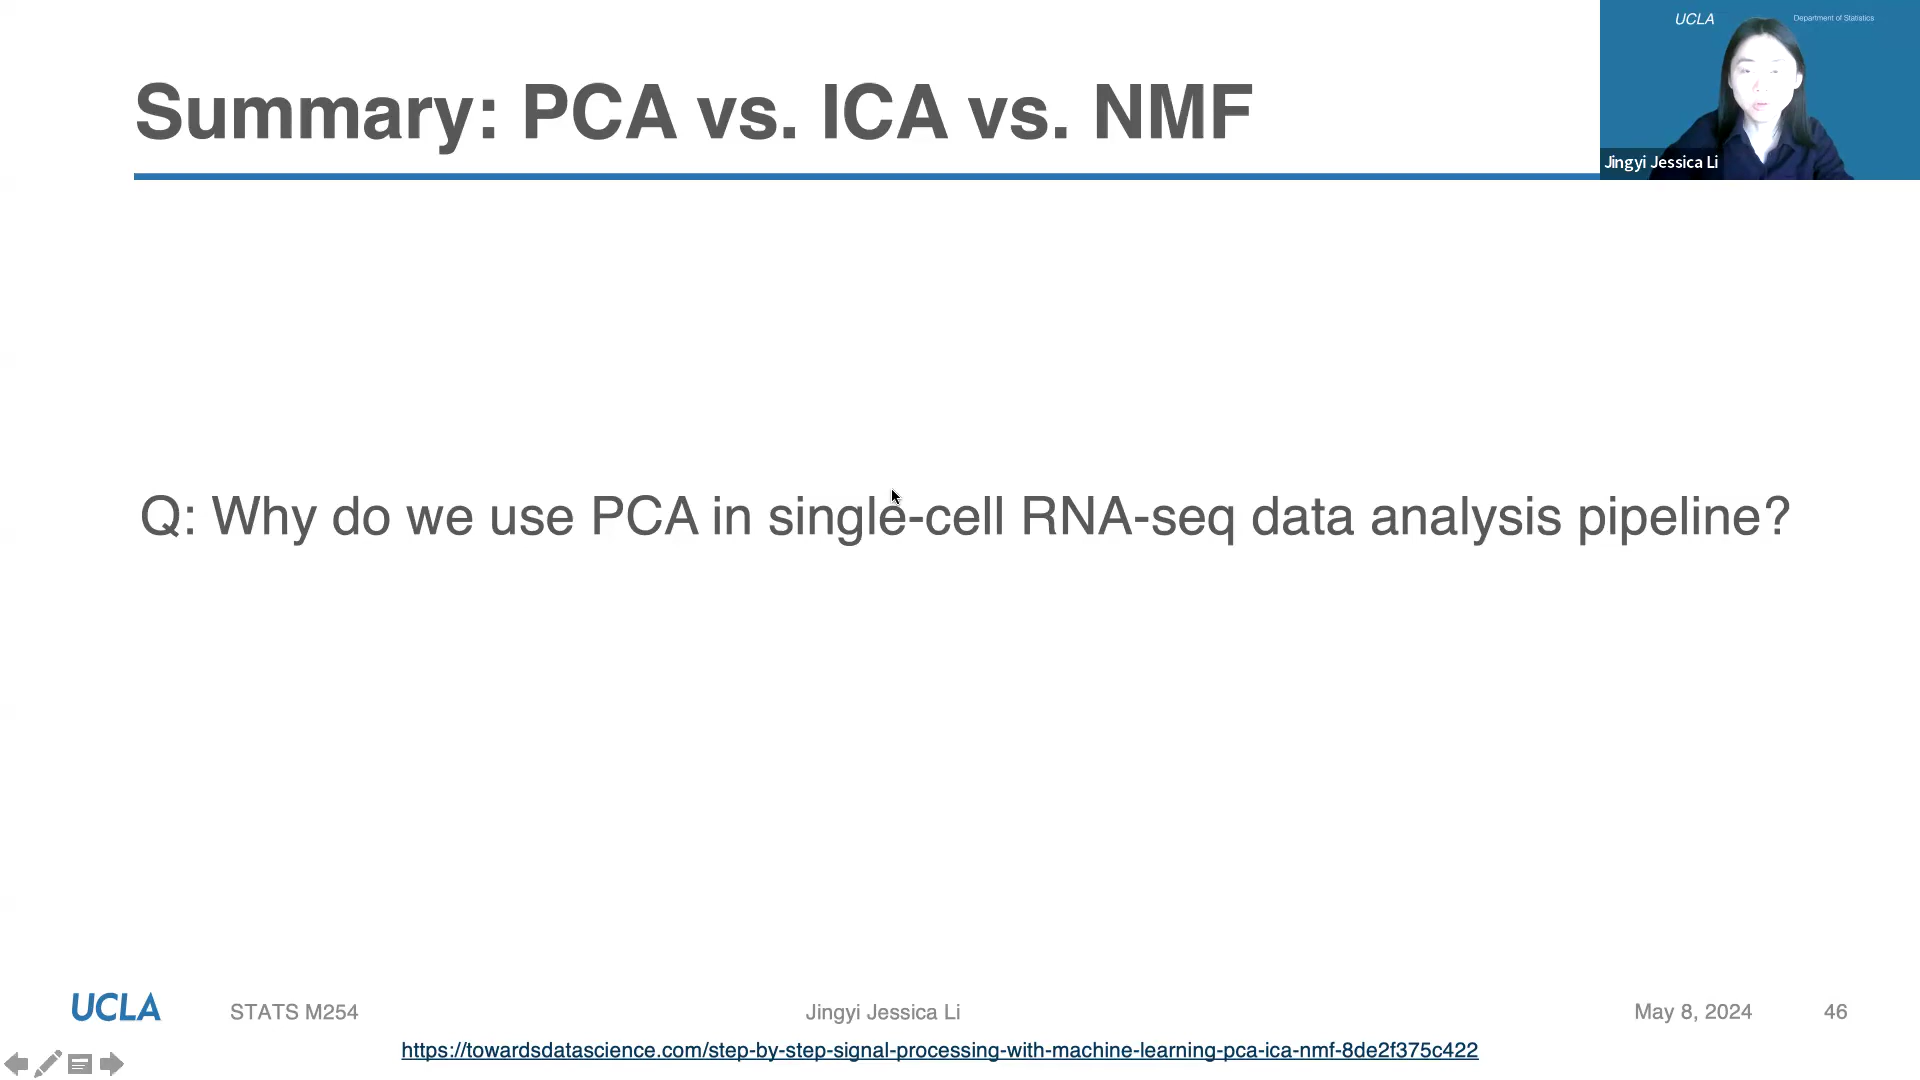 UCLA
Department of Statistics
Summary: PCA vs. ICA vs. NMF
Jingyi Jessica Li
Q: Why do we use PCA in single-cell RNA-seq data analysis pipeline?
UCLA
STATS M254
Jingyi Jessica Li
May 8, 2024
46
https://towardsdatascience.com/step-by-step-signal-processing-with-machine-learning-pca-ica-nmf-8de2f375c422